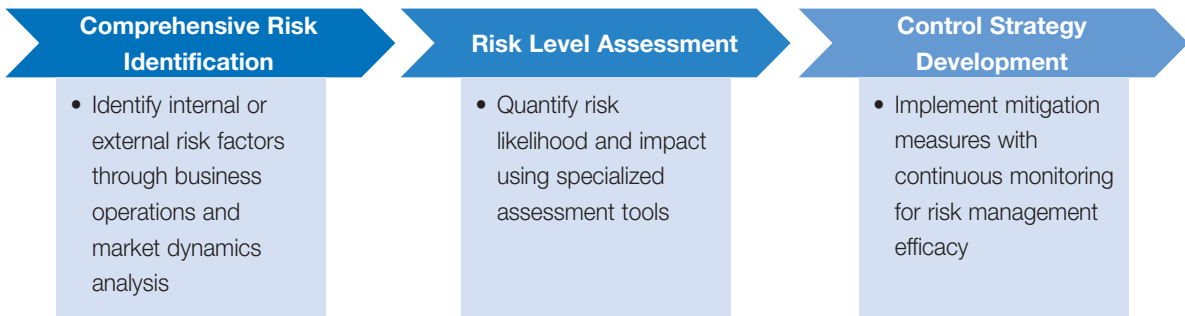 Comprehensive Risk
Identification
• Identify internal or
external risk factors
through business
operations and
market dynamics
analysis
Risk Level Assessment
• Quantify risk
likelihood and impact
using specialized
assessment tools
Control Strategy
Development
• Implement mitigation
measures with
continuous monitoring
for risk management
efficacy